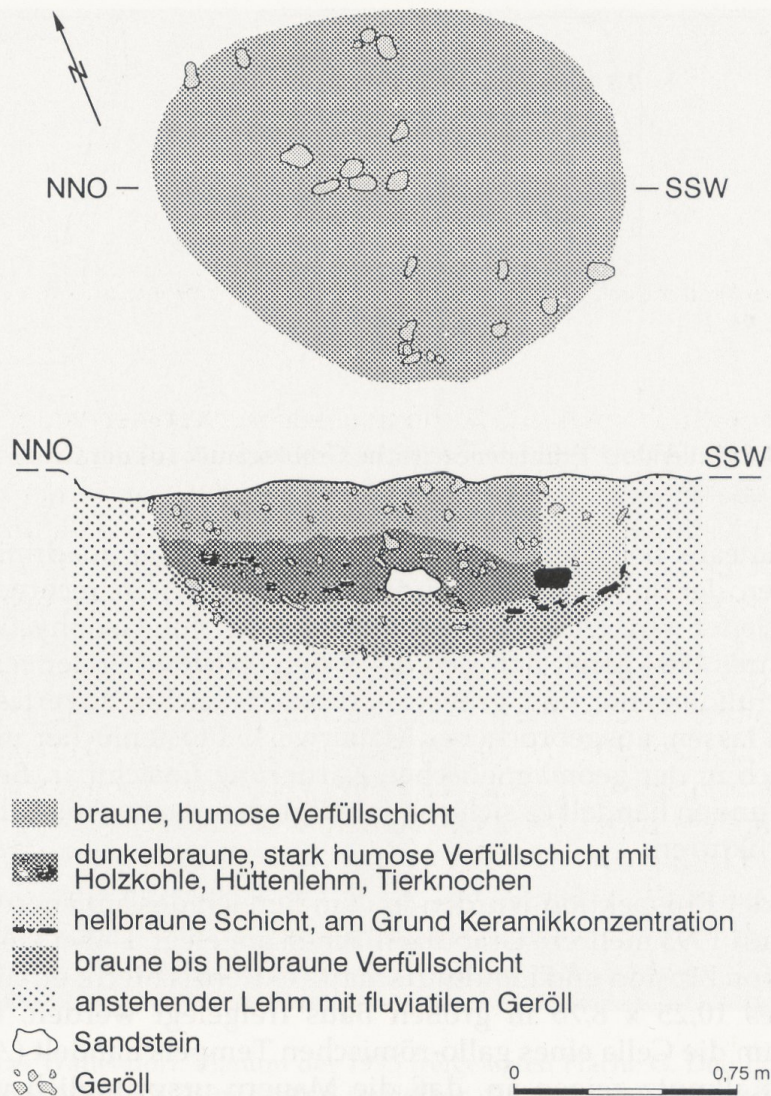 N
NNO
SSW
NNO
SSW
braune, humose Verfüllschicht
dunkelbraune, stark humose Verfüllschicht mit
Holzkohle, Hüttenlehm, Tierknochen
hellbraune Schicht, am Grund Keramikkonzentration
braune bis hellbraune Verfüllschicht
anstehender Lehm mit fluviatilem Geröll
Sandstein
Geröll
0
0,75 m